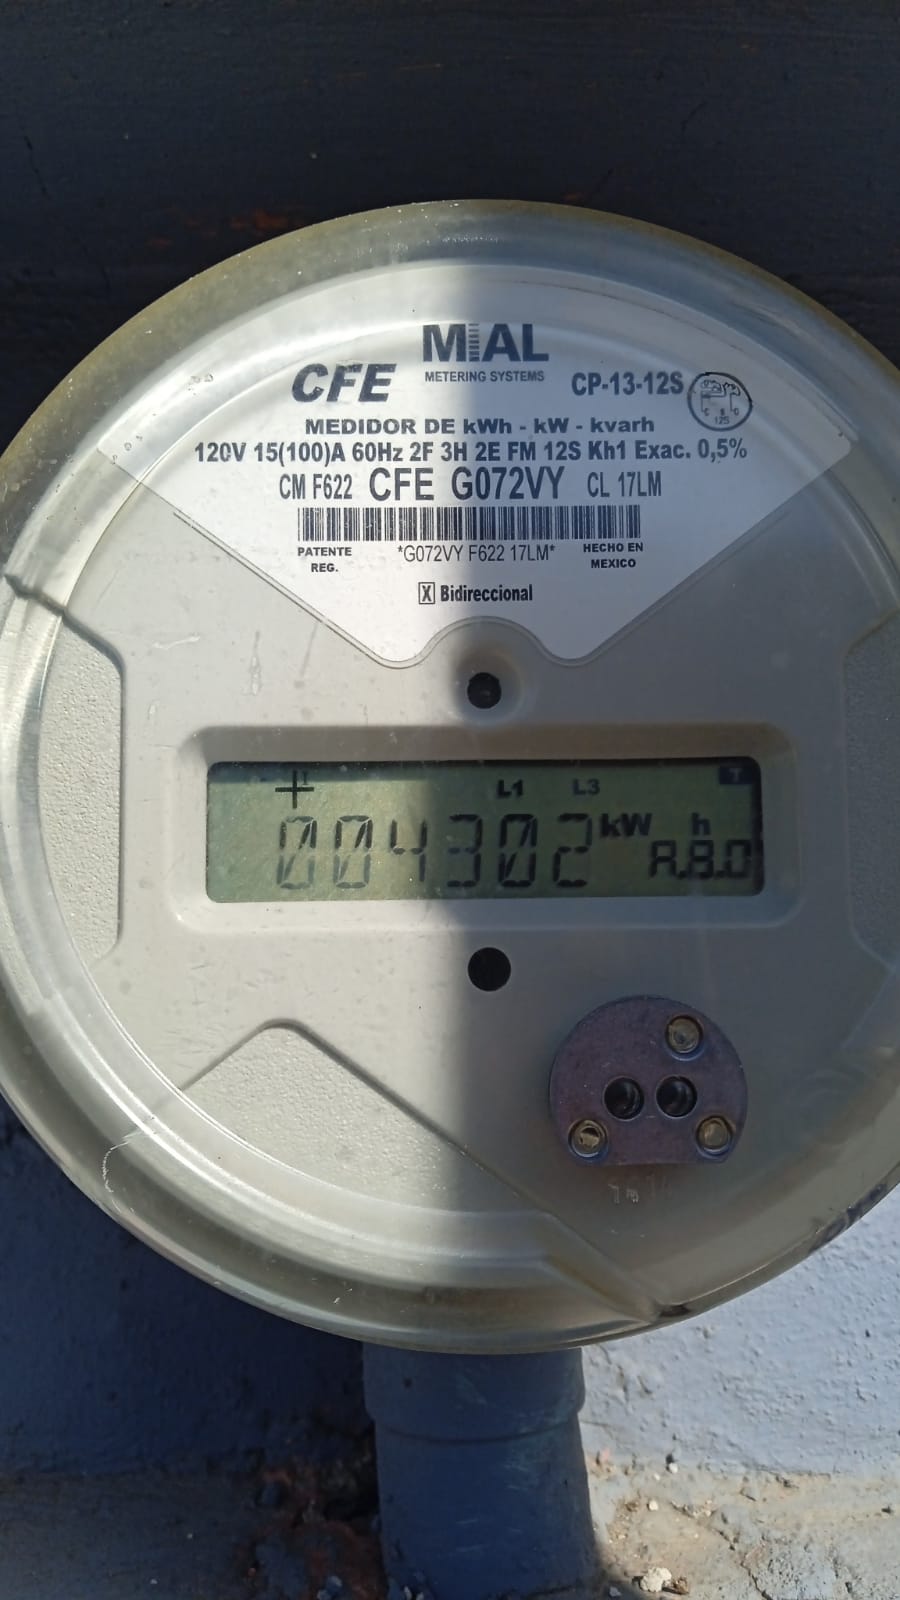 MIAL
METERING SYSTEMS
CFE
CP-13-12S
MEDIDOR DE kWh - kW - kvarh
120V 15(100)A 60Hz 2F 3H 2E FM 12S Kh1 Exac. 0,5%
CM F622 CFE G072VY CL 17LM
PATENTE REG.
*G072VY F622 17LM*
HECHO EN MEXICO
X Bidireccional
L1 L3 T
004302 kW h
A.B.0